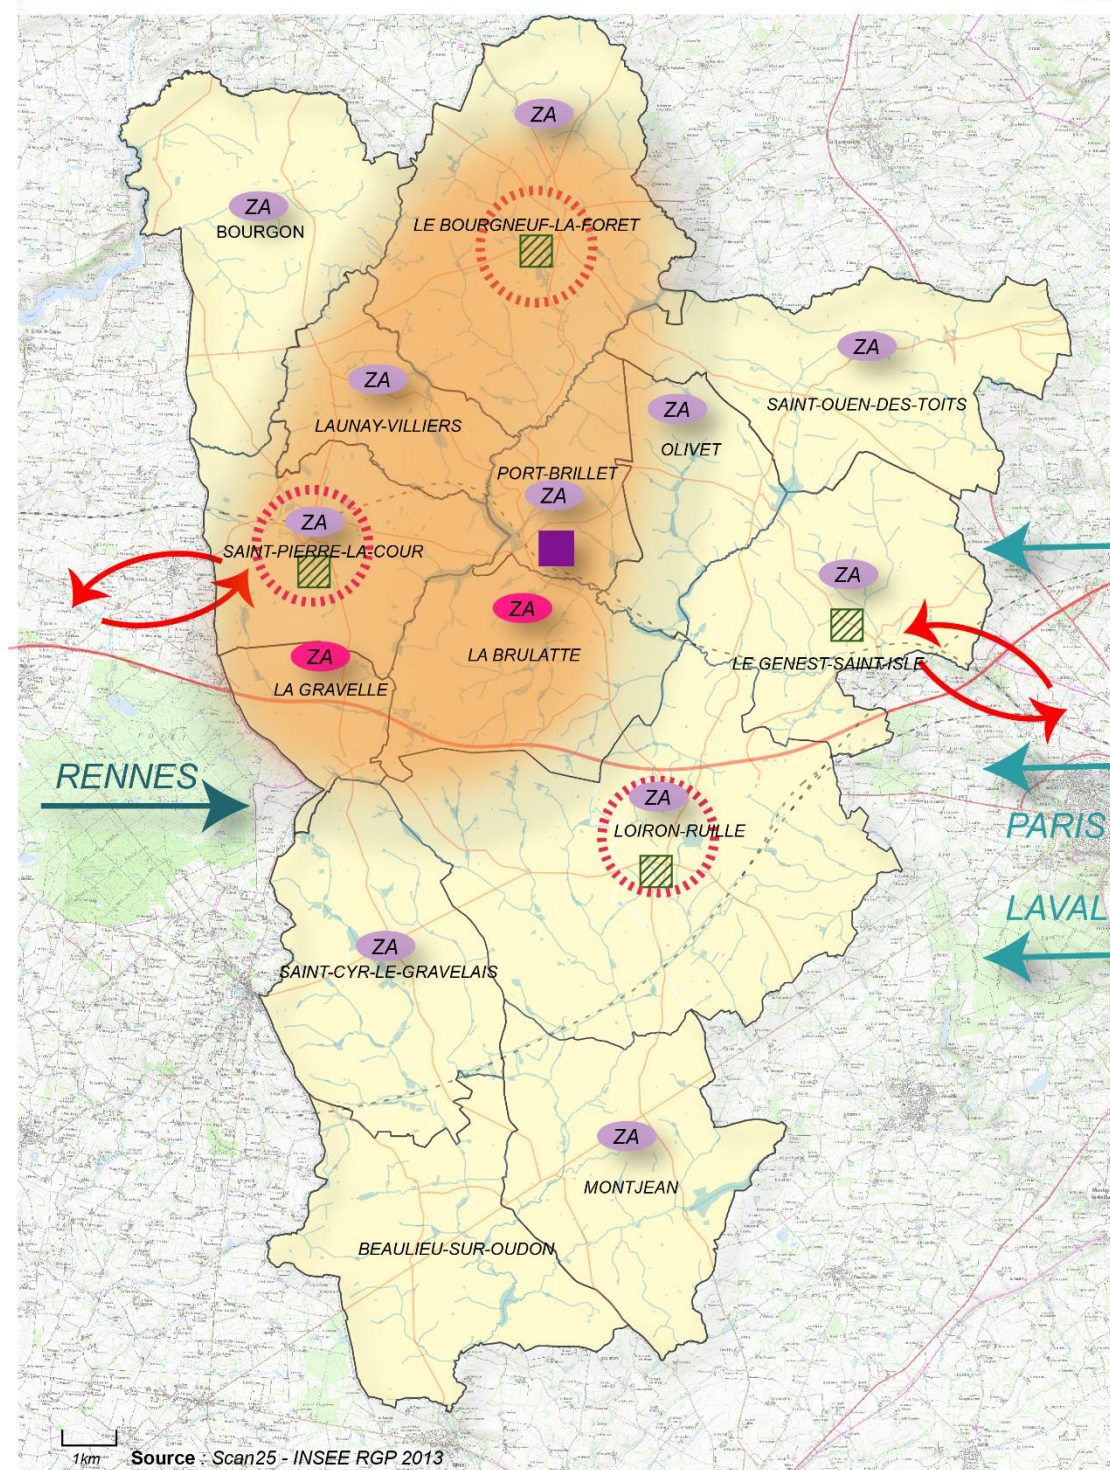 ZA
ZA
BOURGON
LE BOURGNEUF-LA-FORET
ZA
SAINT-OUEN-DES-TOITS
ZA
LAUNAY-VILLIERS
ZA
OLIVET
PORT-BRILLET
ZA
ZA
SAINT-PIERRE-LA-COUR
ZA
LE GENEST-SAINT-ISLE
ZA
LA BRULATTE
ZA
LA GRAVELLE
RENNES
ZA
LOIRON-RUILLE
PARIS
LAVAL
ZA
SAINT-CYR-LE-GRAVELAIS
ZA
MONTJEAN
BEAULIEU-SUR-OUDON
1km
Source : Scan25 - INSEE RGP 2013